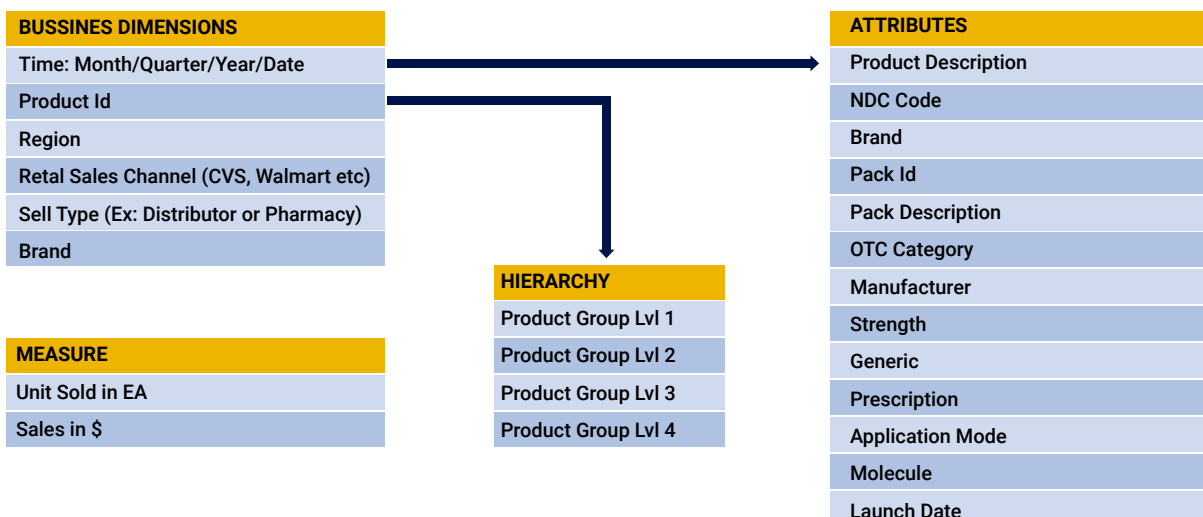 BUSSINES DIMENSIONS
Time: Month/Quarter/Year/Date
Product Id
Region
Retal Sales Channel (CVS, Walmart etc)
Sell Type (Ex: Distributor or Pharmacy)
Brand
MEASURE
Unit Sold in EA
Sales in $
HIERARCHY
Product Group Lvl 1
Product Group Lvl 2
Product Group Lvl 3
Product Group Lvl 4
ATTRIBUTES
Product Description
NDC Code
Brand
Pack Id
Pack Description
OTC Category
Manufacturer
Strength
Generic
Prescription
Application Mode
Molecule
Launch Date